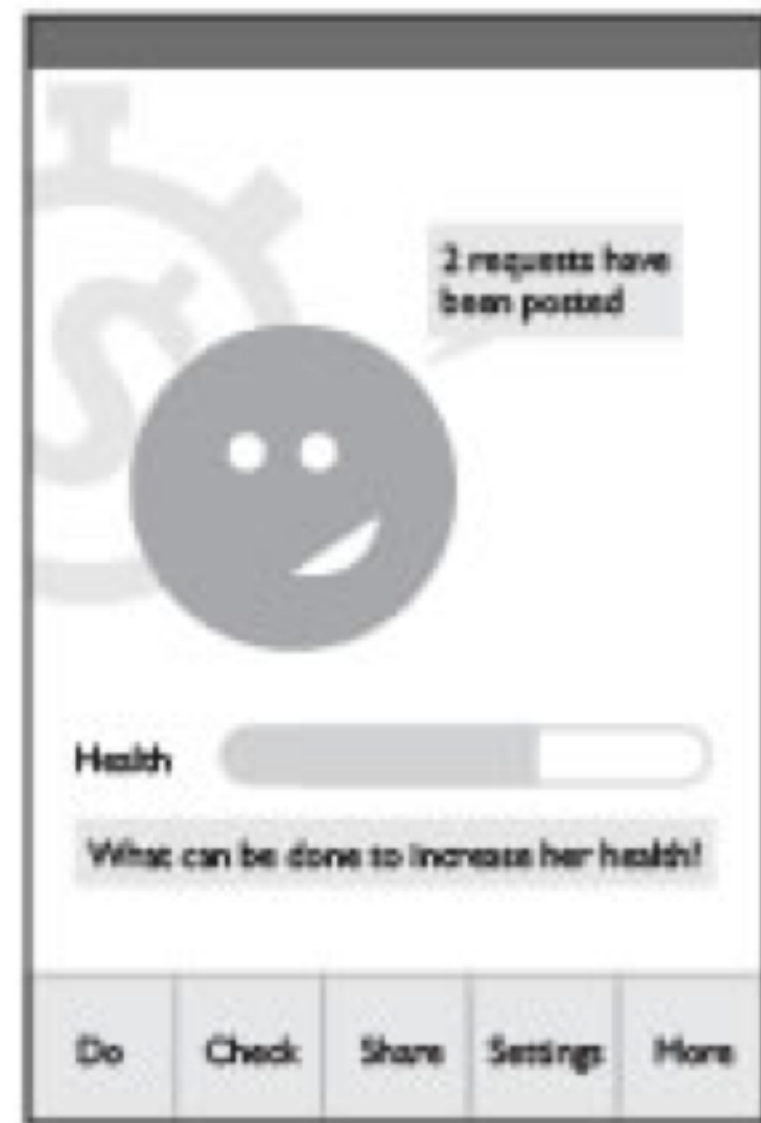 2 requests have
been posted
Health
What can be done to increase her health?
Do
Check
Share
Settings
More